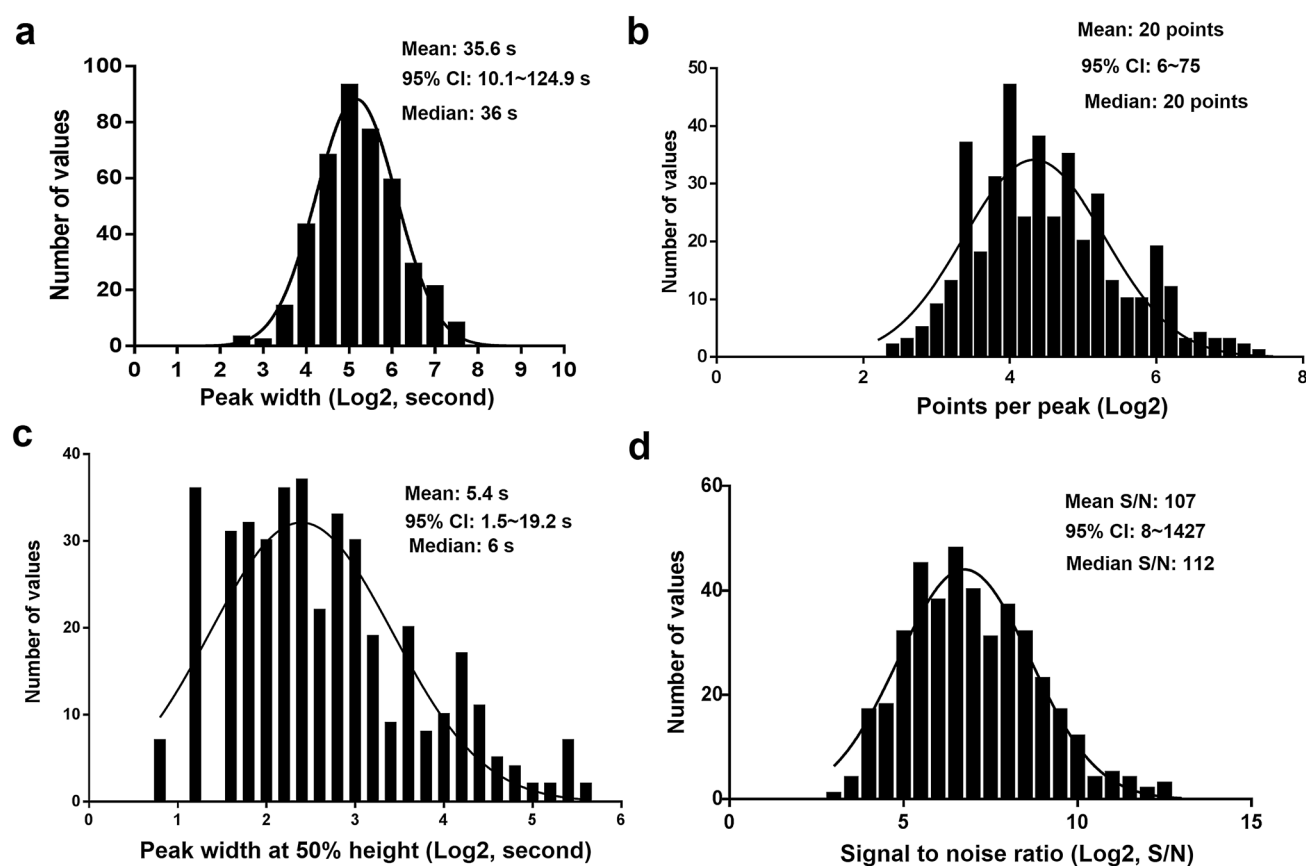 a
Mean: 35.6 s
95% CI: 10.1~124.9 s
Median: 36 s
Number of values
100
80
60
40
20
0
0 1 2 3 4 5 6 7 8 9 10
Peak width (Log2, second)
b
Mean: 20 points
95% CI: 6~75
Median: 20 points
Number of values
50
40
30
20
10
0
0 2 4 6 8
Points per peak (Log2)
c
Mean: 5.4 s
95% CI: 1.5~19.2 s
Median: 6 s
Number of values
40
30
20
10
0
0 1 2 3 4 5 6
Peak width at 50% height (Log2, second)
d
Mean S/N: 107
95% CI: 8~1427
Median S/N: 112
Number of values
60
40
20
0
0 5 10 15
Signal to noise ratio (Log2, S/N)